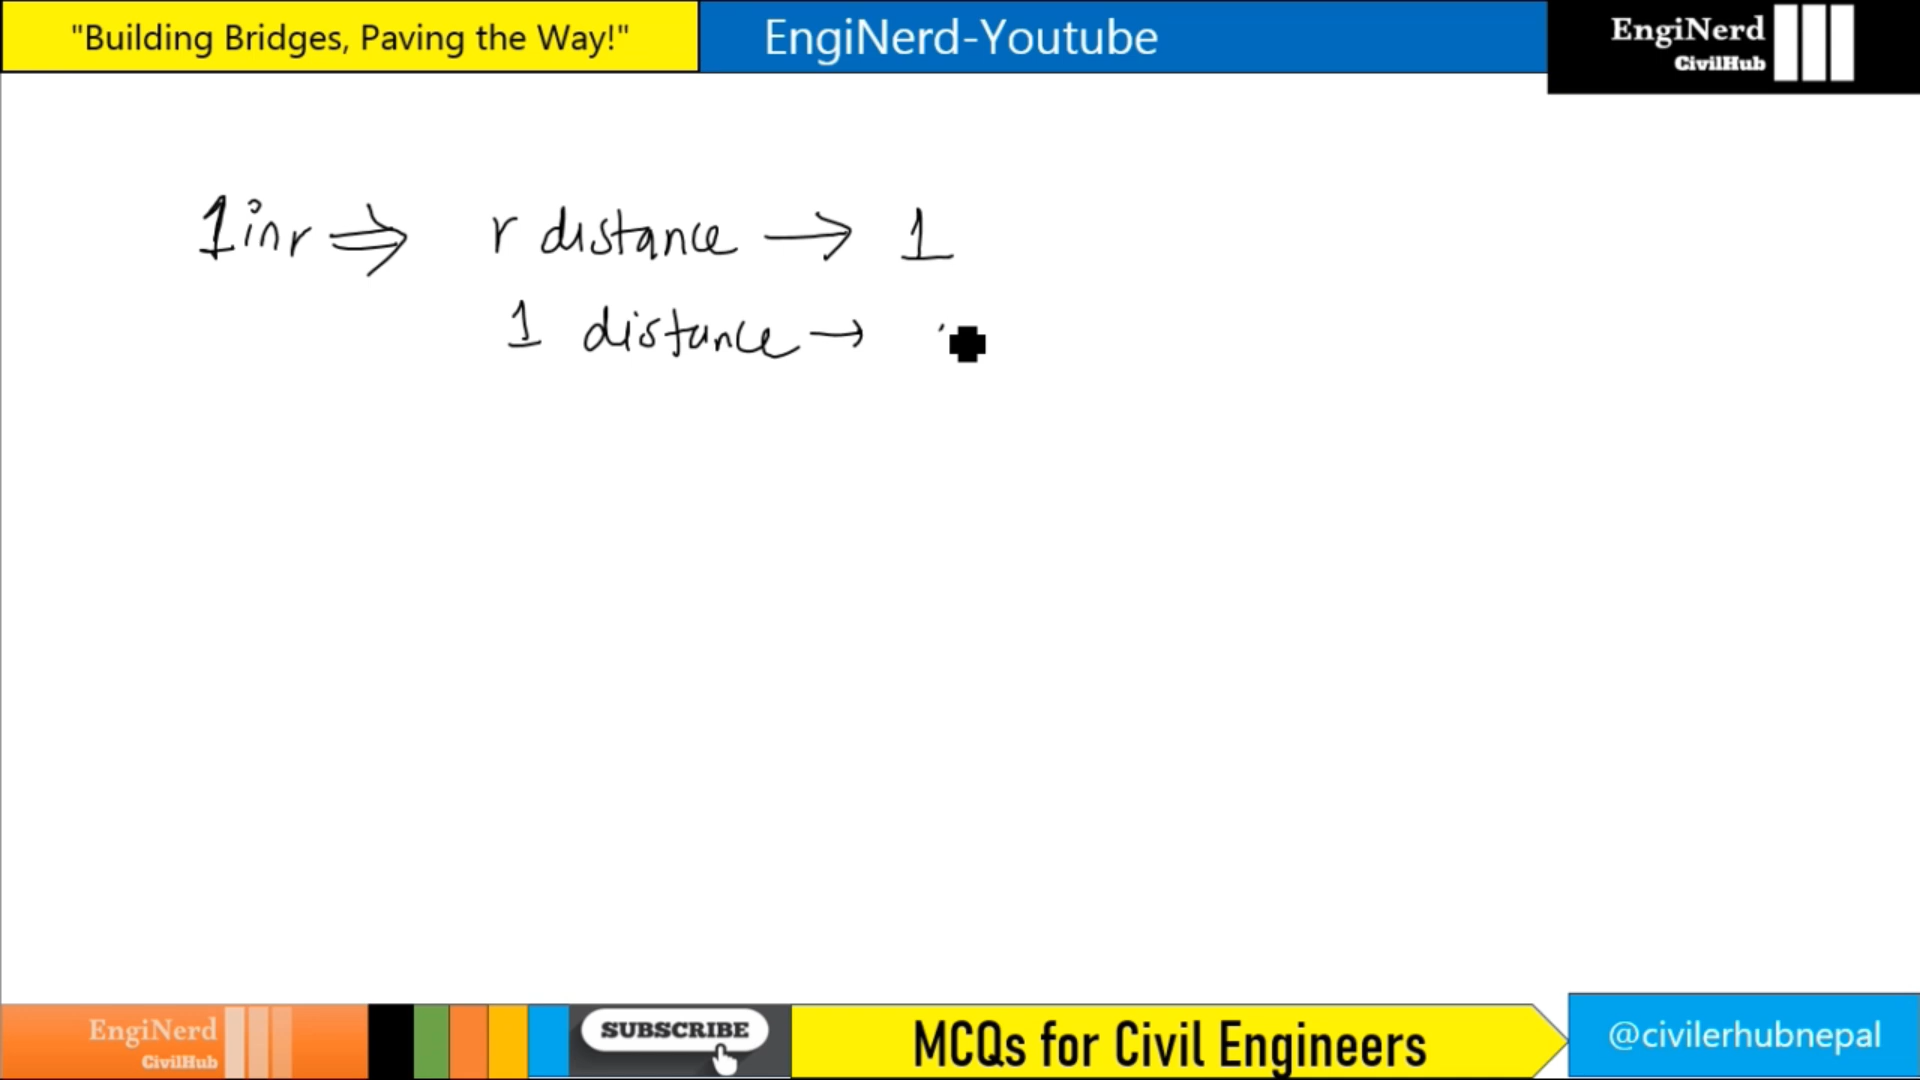 "Building Bridges, Paving the Way!"
EngiNerd-Youtube
EngiNerd
CivilHub
1 in r ⇒ r distance → 1
1 distance →
EngiNerd
CivilHub
SUBSCRIBE
MCQs for Civil Engineers
@civilerhubnepal